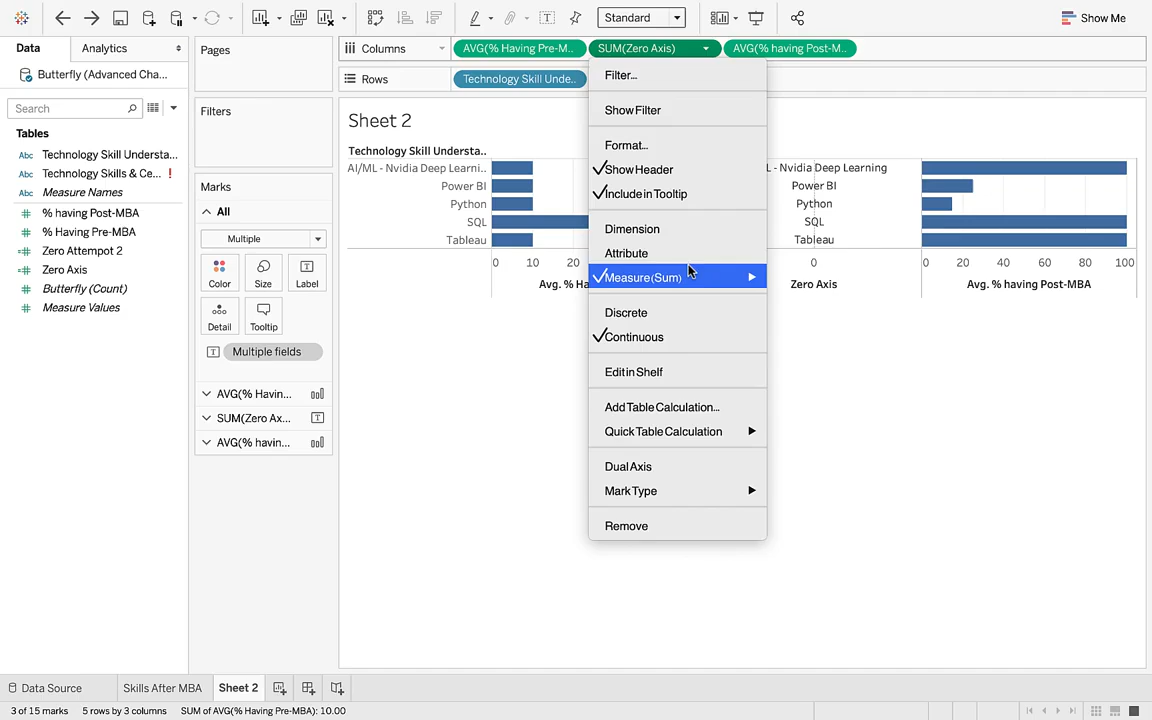 Standard
Show Me
Data
Analytics
Butterfly (Advanced Cha...
Search
Tables
Abc Technology Skill Understa...
Abc Technology Skills & Ce... !
Abc Measure Names
# % having Post-MBA
# % Having Pre-MBA
=# Zero Attempot 2
=# Zero Axis
# Butterfly (Count)
# Measure Values
Pages
Filters
Marks
All
Multiple
Color Size Label
Detail Tooltip
Multiple fields
AVG(% Havin...
SUM(Zero Ax...
AVG(% havin...
Columns AVG(% Having Pre-M.. SUM(Zero Axis) AVG(% having Post-M..
Rows Technology Skill Unde..
Sheet 2
Technology Skill Understa..
AI/ML - Nvidia Deep Learni..
Power BI
Python
SQL
Tableau
0 10 20
Avg. % Ha
Filter...
Show Filter
Format...
Show Header
Include in Tooltip
Dimension
Attribute
Measure (Sum)
Discrete
Continuous
Edit in Shelf
Add Table Calculation...
Quick Table Calculation
Dual Axis
Mark Type
Remove
L - Nvidia Deep Learning
Power BI
Python
SQL
Tableau
0
Zero Axis
0 20 40 60 80 100
Avg. % having Post-MBA
Data Source Skills After MBA Sheet 2
3 of 15 marks 5 rows by 3 columns SUM of AVG(% Having Pre-MBA): 10.00